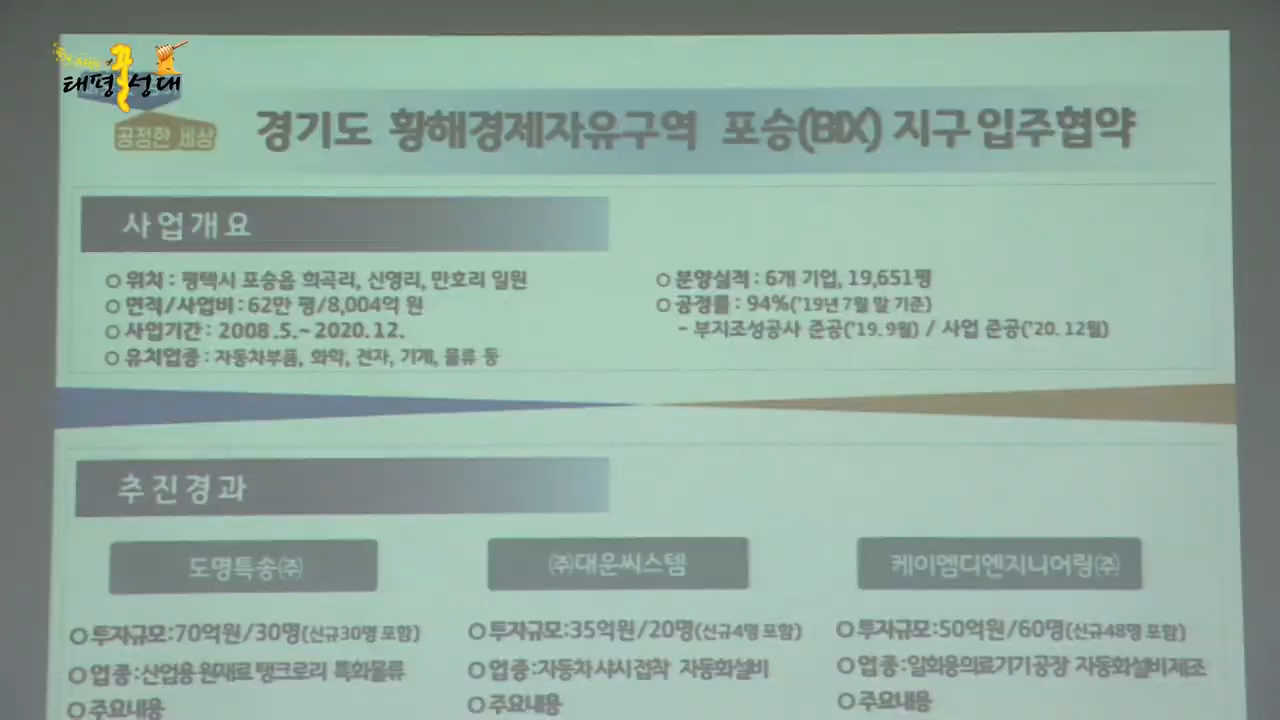 태평성대
공정한 세상
경기도 황해경제자유구역 포승(BIX) 지구 입주협약
사업개요
위치 : 평택시 포승읍 희곡리, 신영리, 만호리 일원
면적/사업비 : 62만 평/8,004억 원
사업기간 : 2008.5.~2020.12.
유치업종 : 자동차부품, 화학, 전자, 기계, 물류 등
분양실적 : 6개 기업, 19,651평
공정률 : 94%('19년 7월 말 기준)
- 부지조성공사 준공('19. 9월) / 사업 준공('20. 12월)
추진경과
도명특송㈜
투자규모:70억원/30명(신규30명 포함)
업종:산업용 원재료 탱크로리 특화물류
주요내용
㈜대운씨스템
투자규모:35억원/20명(신규4명 포함)
업종:자동차 샤시 접착 자동화설비
주요내용
케이엠디엔지니어링㈜
투자규모:50억원/60명(신규48명 포함)
업종:일회용의료기기 공장 자동화설비 제조
주요내용